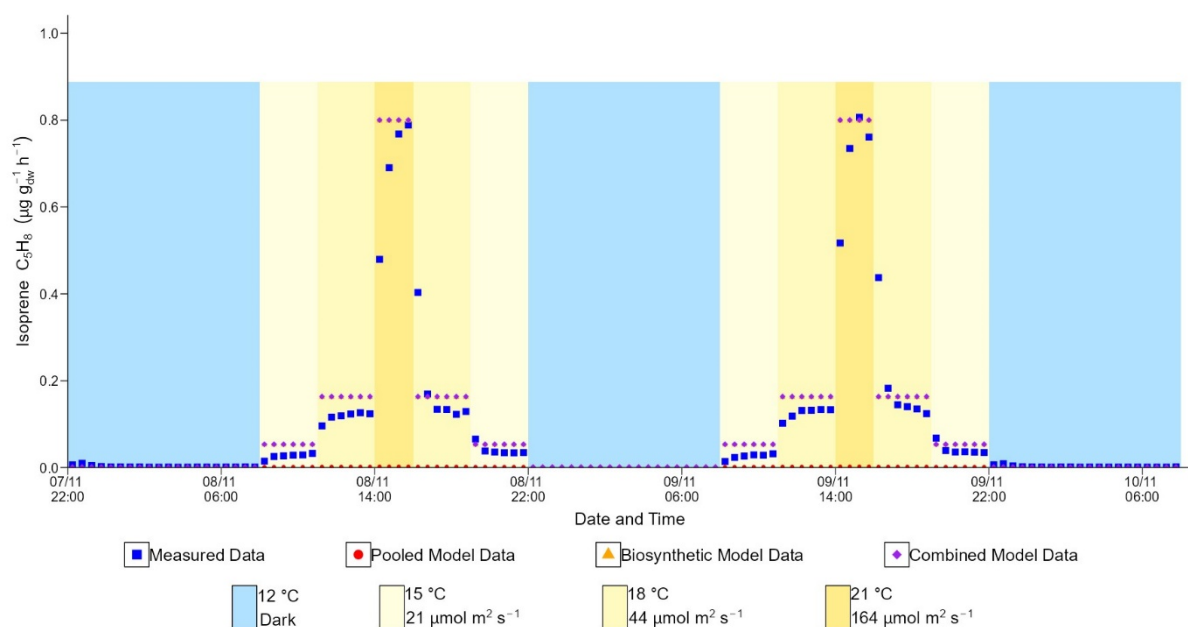 1.0
0.8
0.6
0.4
0.2
0.0
Isoprene C₅H₈ (µg g_dw⁻¹ h⁻¹)
07/11 08/11 08/11 08/11 09/11 09/11 09/11 10/11
22:00 06:00 14:00 22:00 06:00 14:00 22:00 06:00
Date and Time
Measured Data Pooled Model Data Biosynthetic Model Data Combined Model Data
12 °C 15 °C 18 °C 21 °C
Dark 21 µmol m² s⁻¹ 44 µmol m² s⁻¹ 164 µmol m² s⁻¹